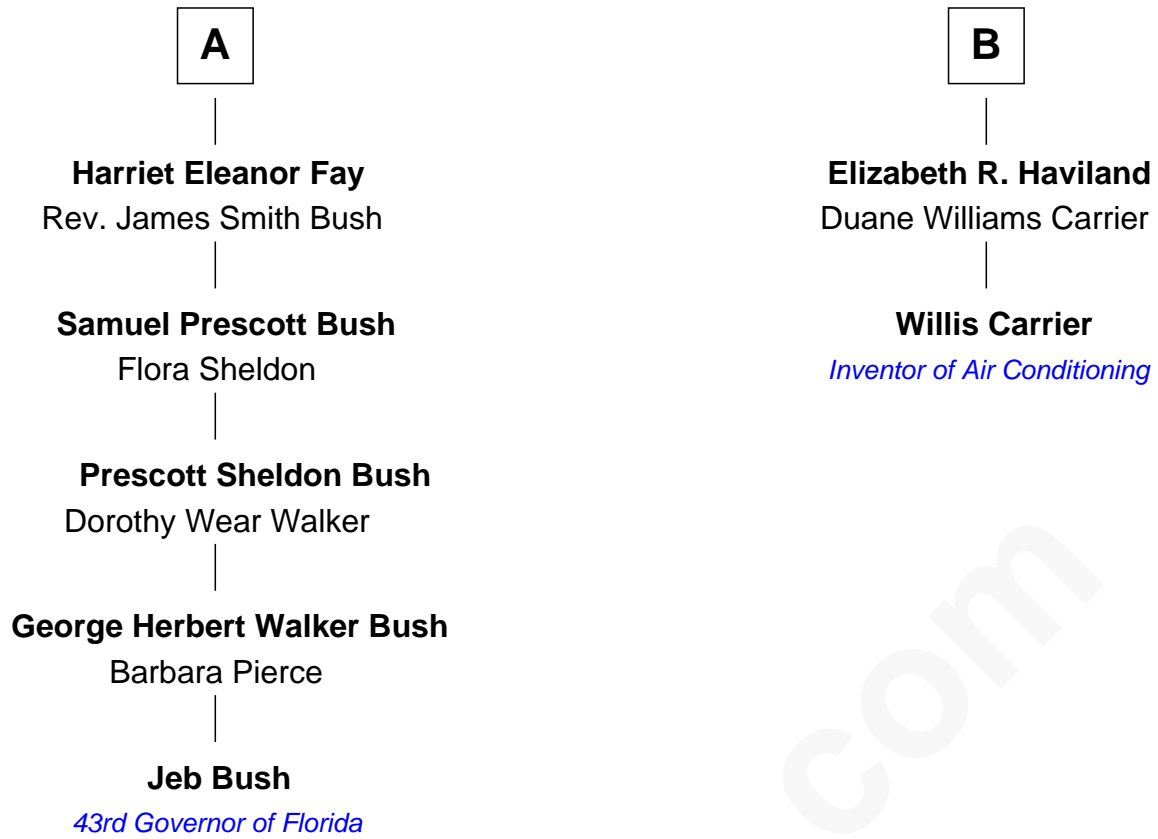 A
Harriet Eleanor Fay
Rev. James Smith Bush
Samuel Prescott Bush
Flora Sheldon
Prescott Sheldon Bush
Dorothy Wear Walker
George Herbert Walker Bush
Barbara Pierce
Jeb Bush
43rd Governor of Florida
B
Elizabeth R. Haviland
Duane Williams Carrier
Willis Carrier
Inventor of Air Conditioning
com